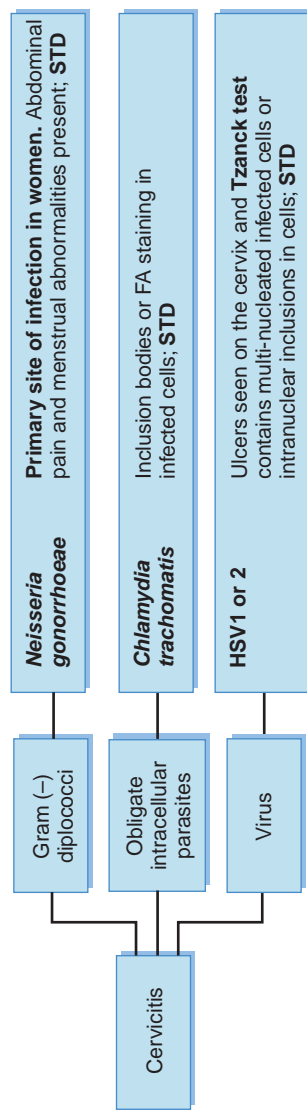 Cervicitis
Gram (–)
diplococci
Neisseria
gonorrhoeae
Primary site of infection in women. Abdominal
pain and menstrual abnormalities present; STD
Obligate
intracellular
parasites
Chlamydia
trachomatis
Inclusion bodies or FA staining in
infected cells; STD
Virus
HSV1 or 2
Ulcers seen on the cervix and Tzanck test
contains multi-nucleated infected cells or
intranuclear inclusions in cells; STD